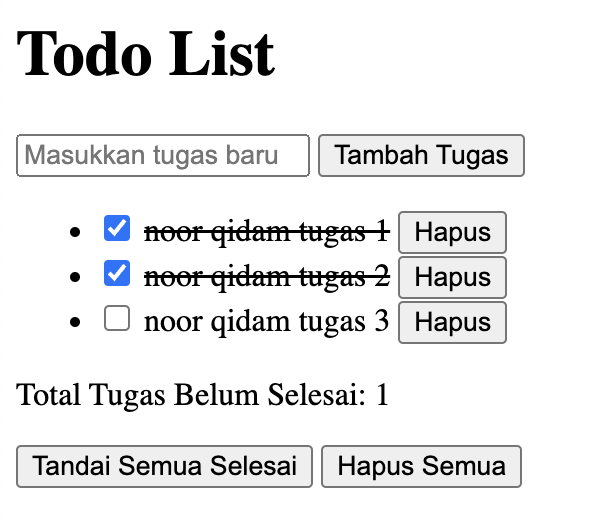 Todo List
Masukkan tugas baru Tambah Tugas
noor qidam tugas 1 Hapus
noor qidam tugas 2 Hapus
noor qidam tugas 3 Hapus
Total Tugas Belum Selesai: 1
Tandai Semua Selesai Hapus Semua